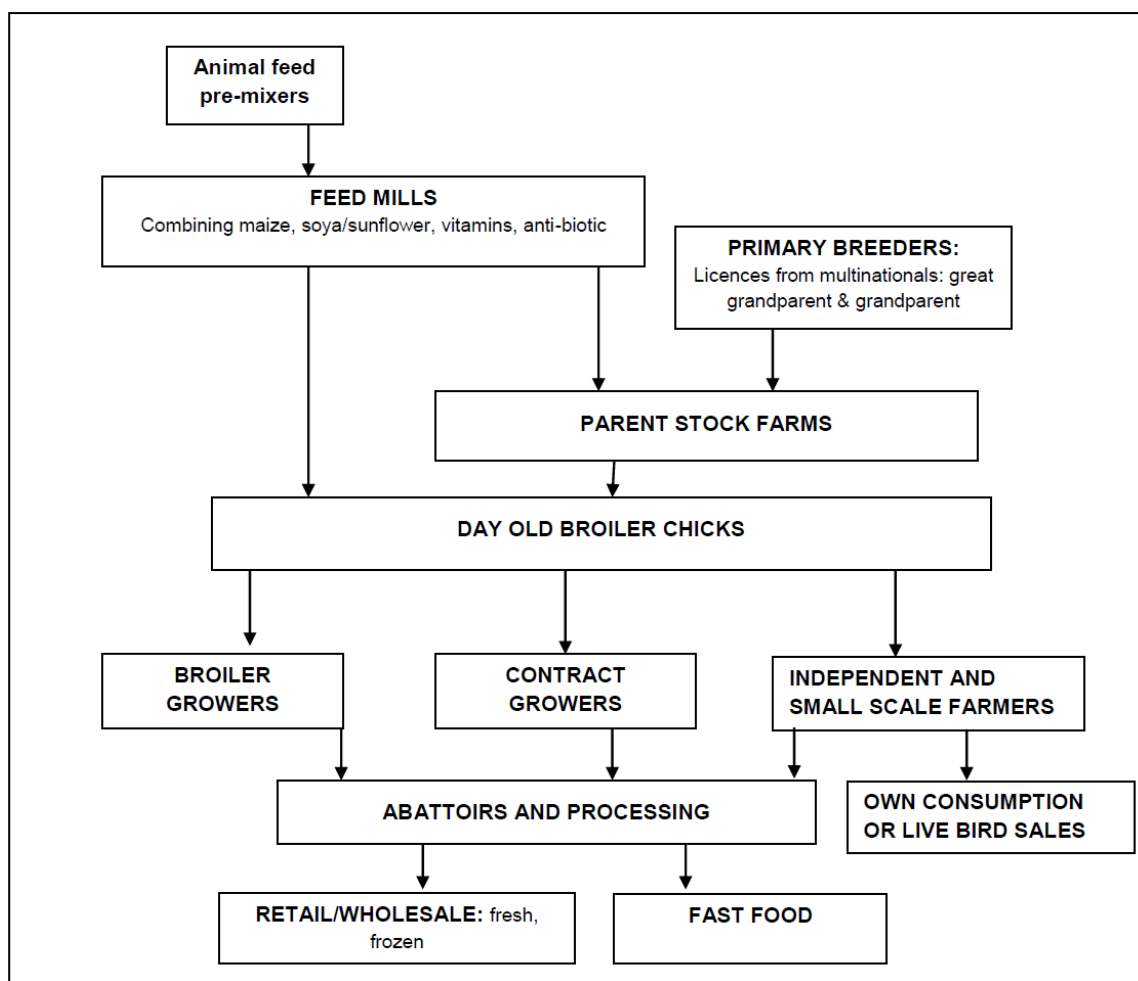 Animal feed
pre-mixers
FEED MILLS
Combining maize, soya/sunflower, vitamins, anti-biotic
PRIMARY BREEDERS:
Licences from multinationals: great
grandparent & grandparent
PARENT STOCK FARMS
DAY OLD BROILER CHICKS
BROILER
GROWERS
CONTRACT
GROWERS
INDEPENDENT AND
SMALL SCALE FARMERS
ABATTOIRS AND PROCESSING
OWN CONSUMPTION
OR LIVE BIRD SALES
RETAIL/WHOLESALE: fresh,
frozen
FAST FOOD